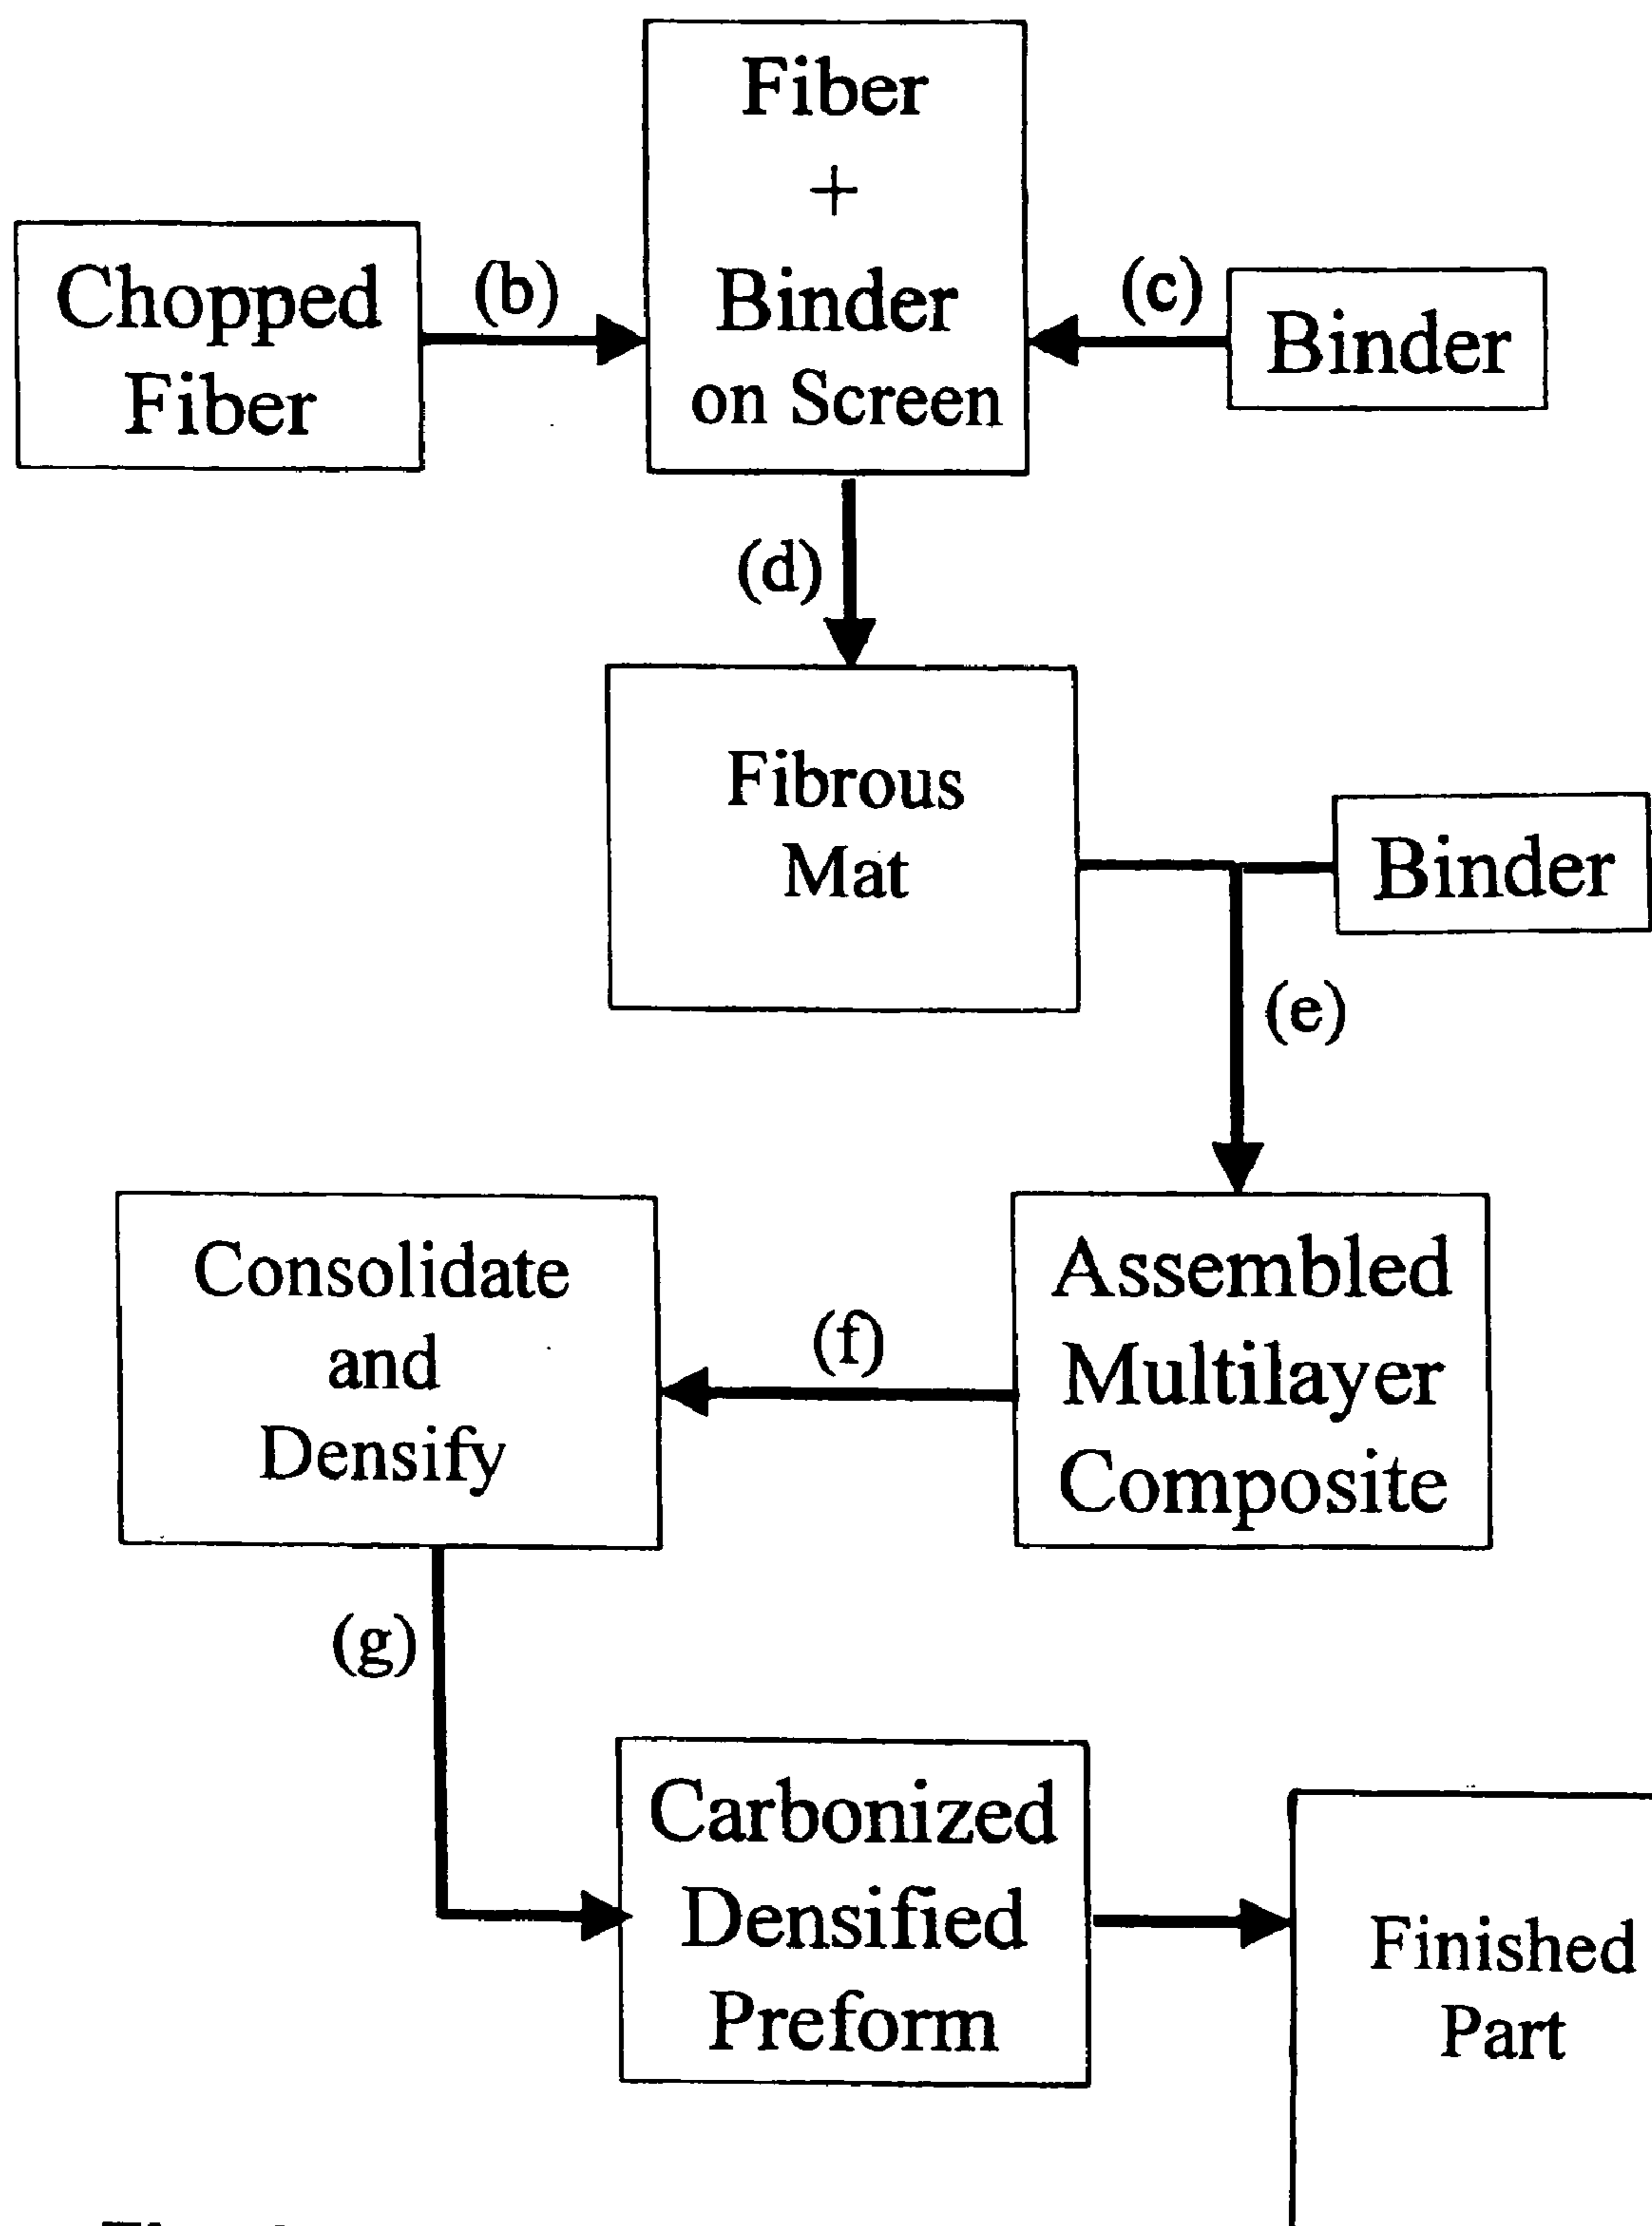 Fiber
+
Binder
on Screen
Chopped
Fiber
(b)
(c)
Binder
(d)
Fibrous
Mat
Binder
(e)
Consolidate
and
Densify
(f)
Assembled
Multilayer
Composite
(g)
Carbonized
Densified
Preform
Finished
Part